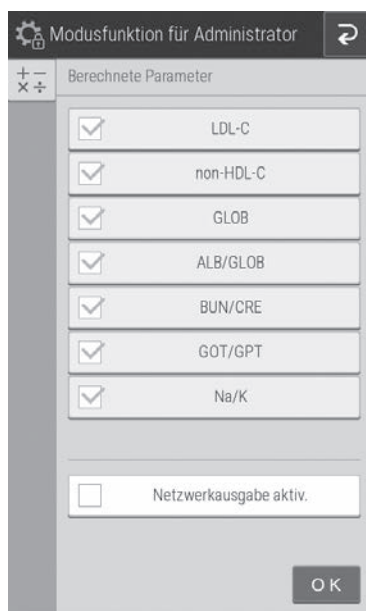 Modusfunktion für Administrator
+ −
× ÷
Berechnete Parameter
LDL-C
non-HDL-C
GLOB
ALB/GLOB
BUN/CRE
GOT/GPT
Na/K
Netzwerkausgabe aktiv.
OK